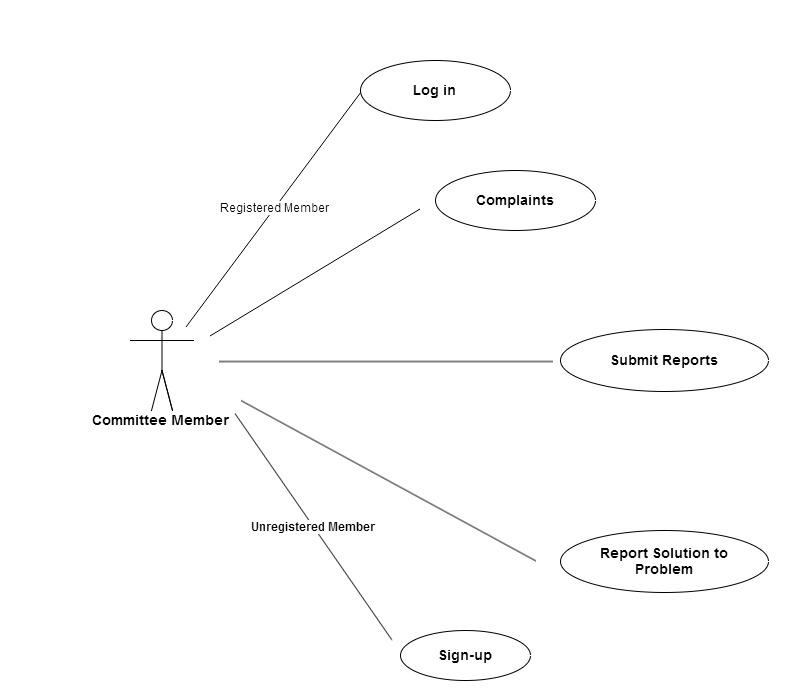 Log in
Complaints
Registered Member
Submit Reports
Committee Member
Unregistered Member
Report Solution to
Problem
Sign-up